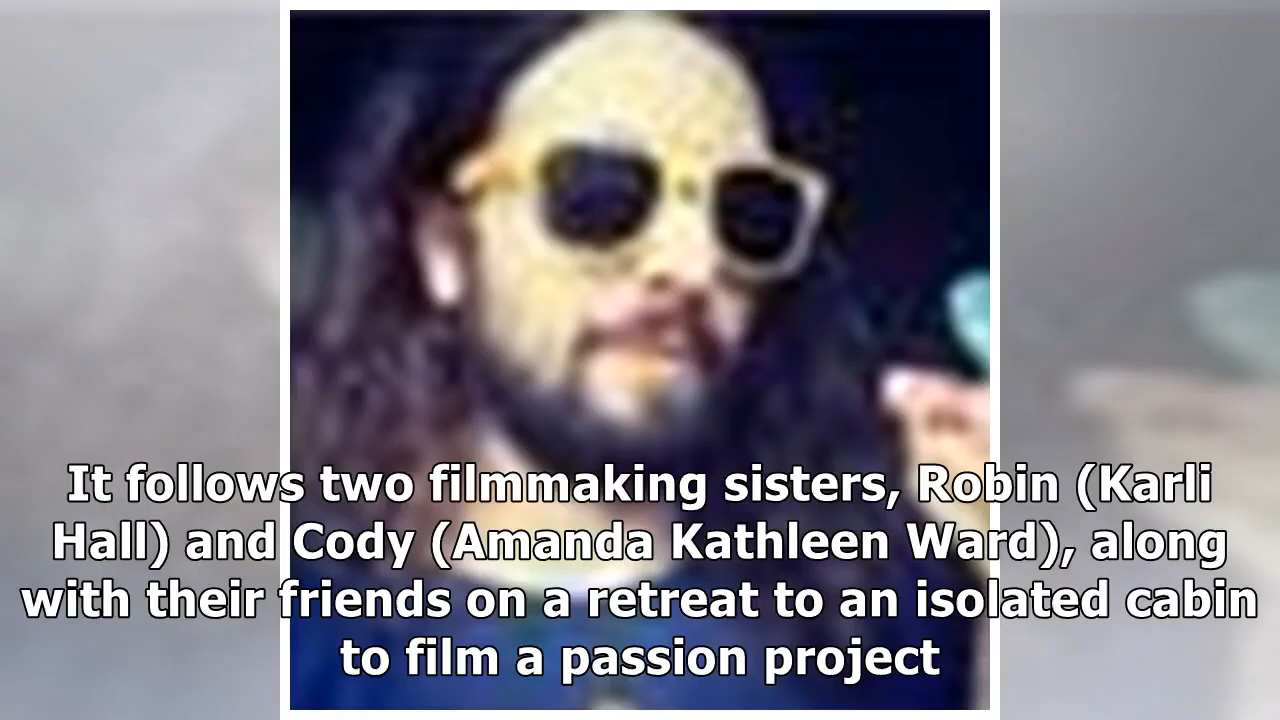 It follows two filmmaking sisters, Robin (Karli
Hall) and Cody (Amanda Kathleen Ward), along
with their friends on a retreat to an isolated cabin
to film a passion project